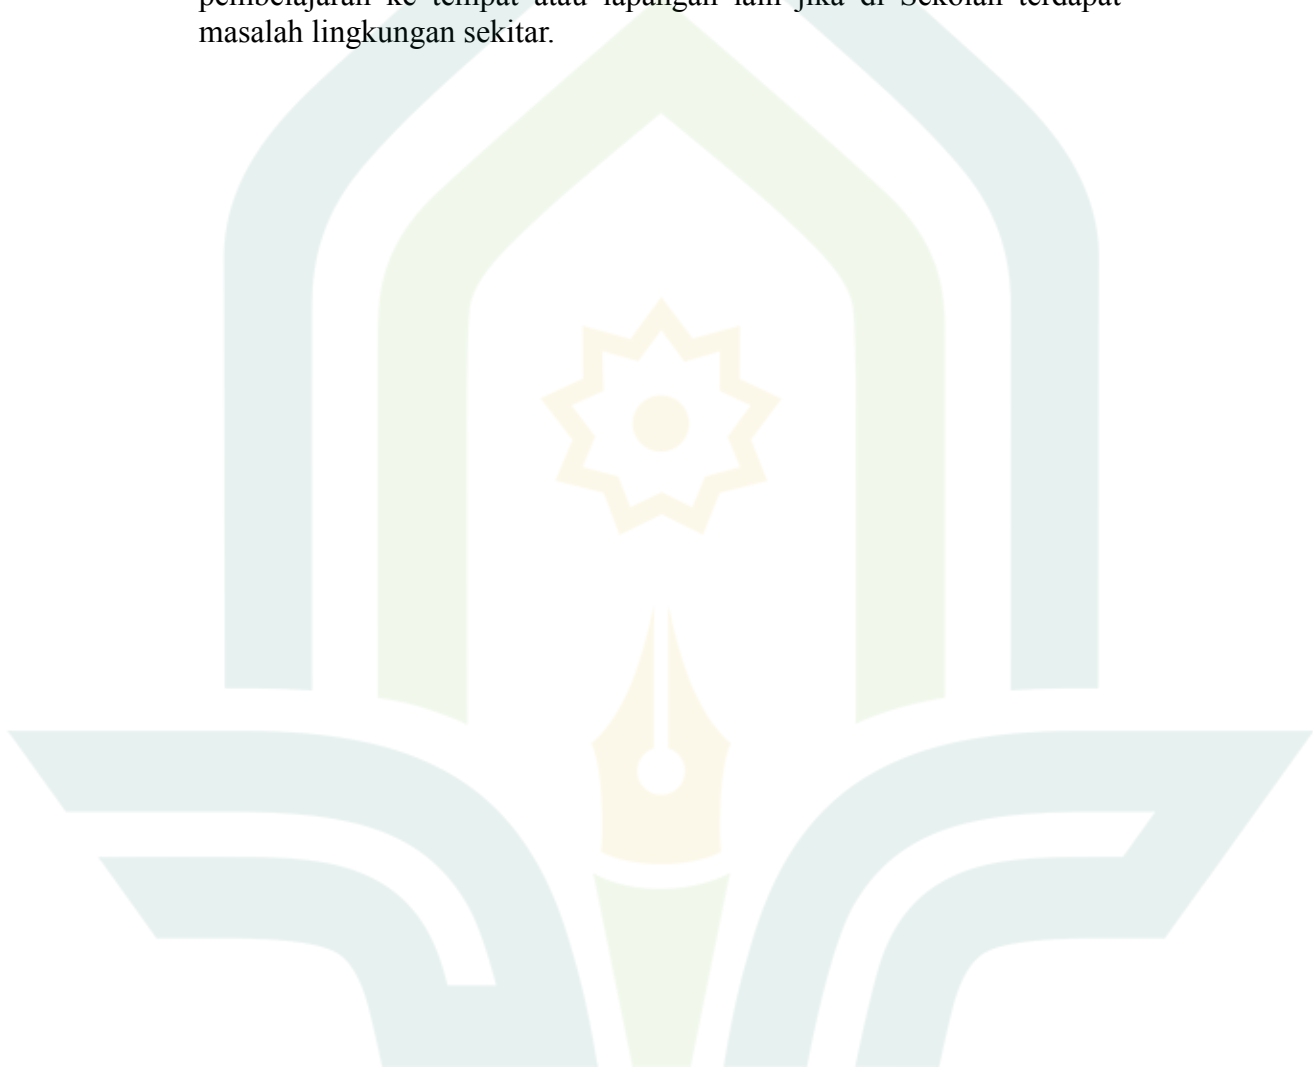 pembelajaran ke tempat atau lapangan lain jika di Sekolah terdapat
masalah lingkungan sekitar.